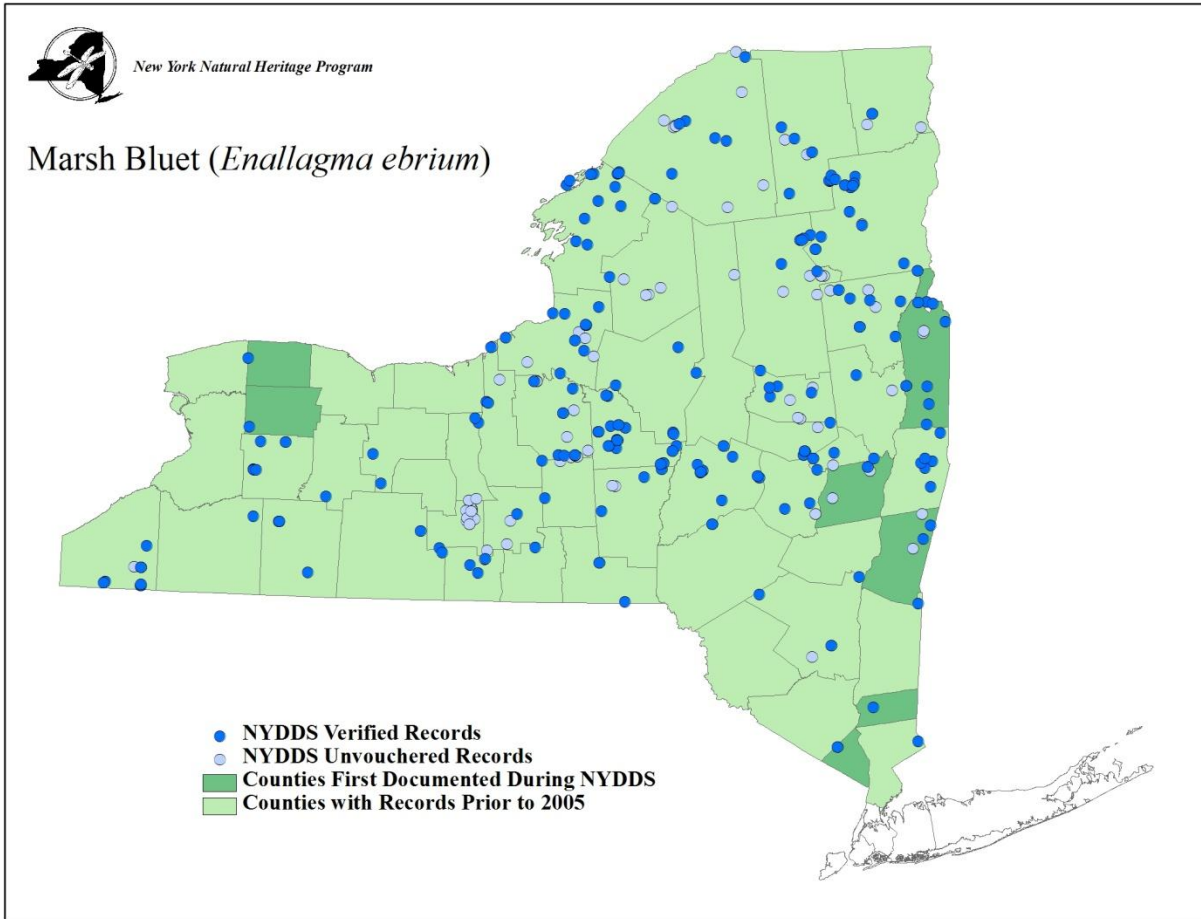 New York Natural Heritage Program
Marsh Bluet (Enallagma ebrium)
NYDDS Verified Records
NYDDS Unvouchered Records
Counties First Documented During NYDDS
Counties with Records Prior to 2005